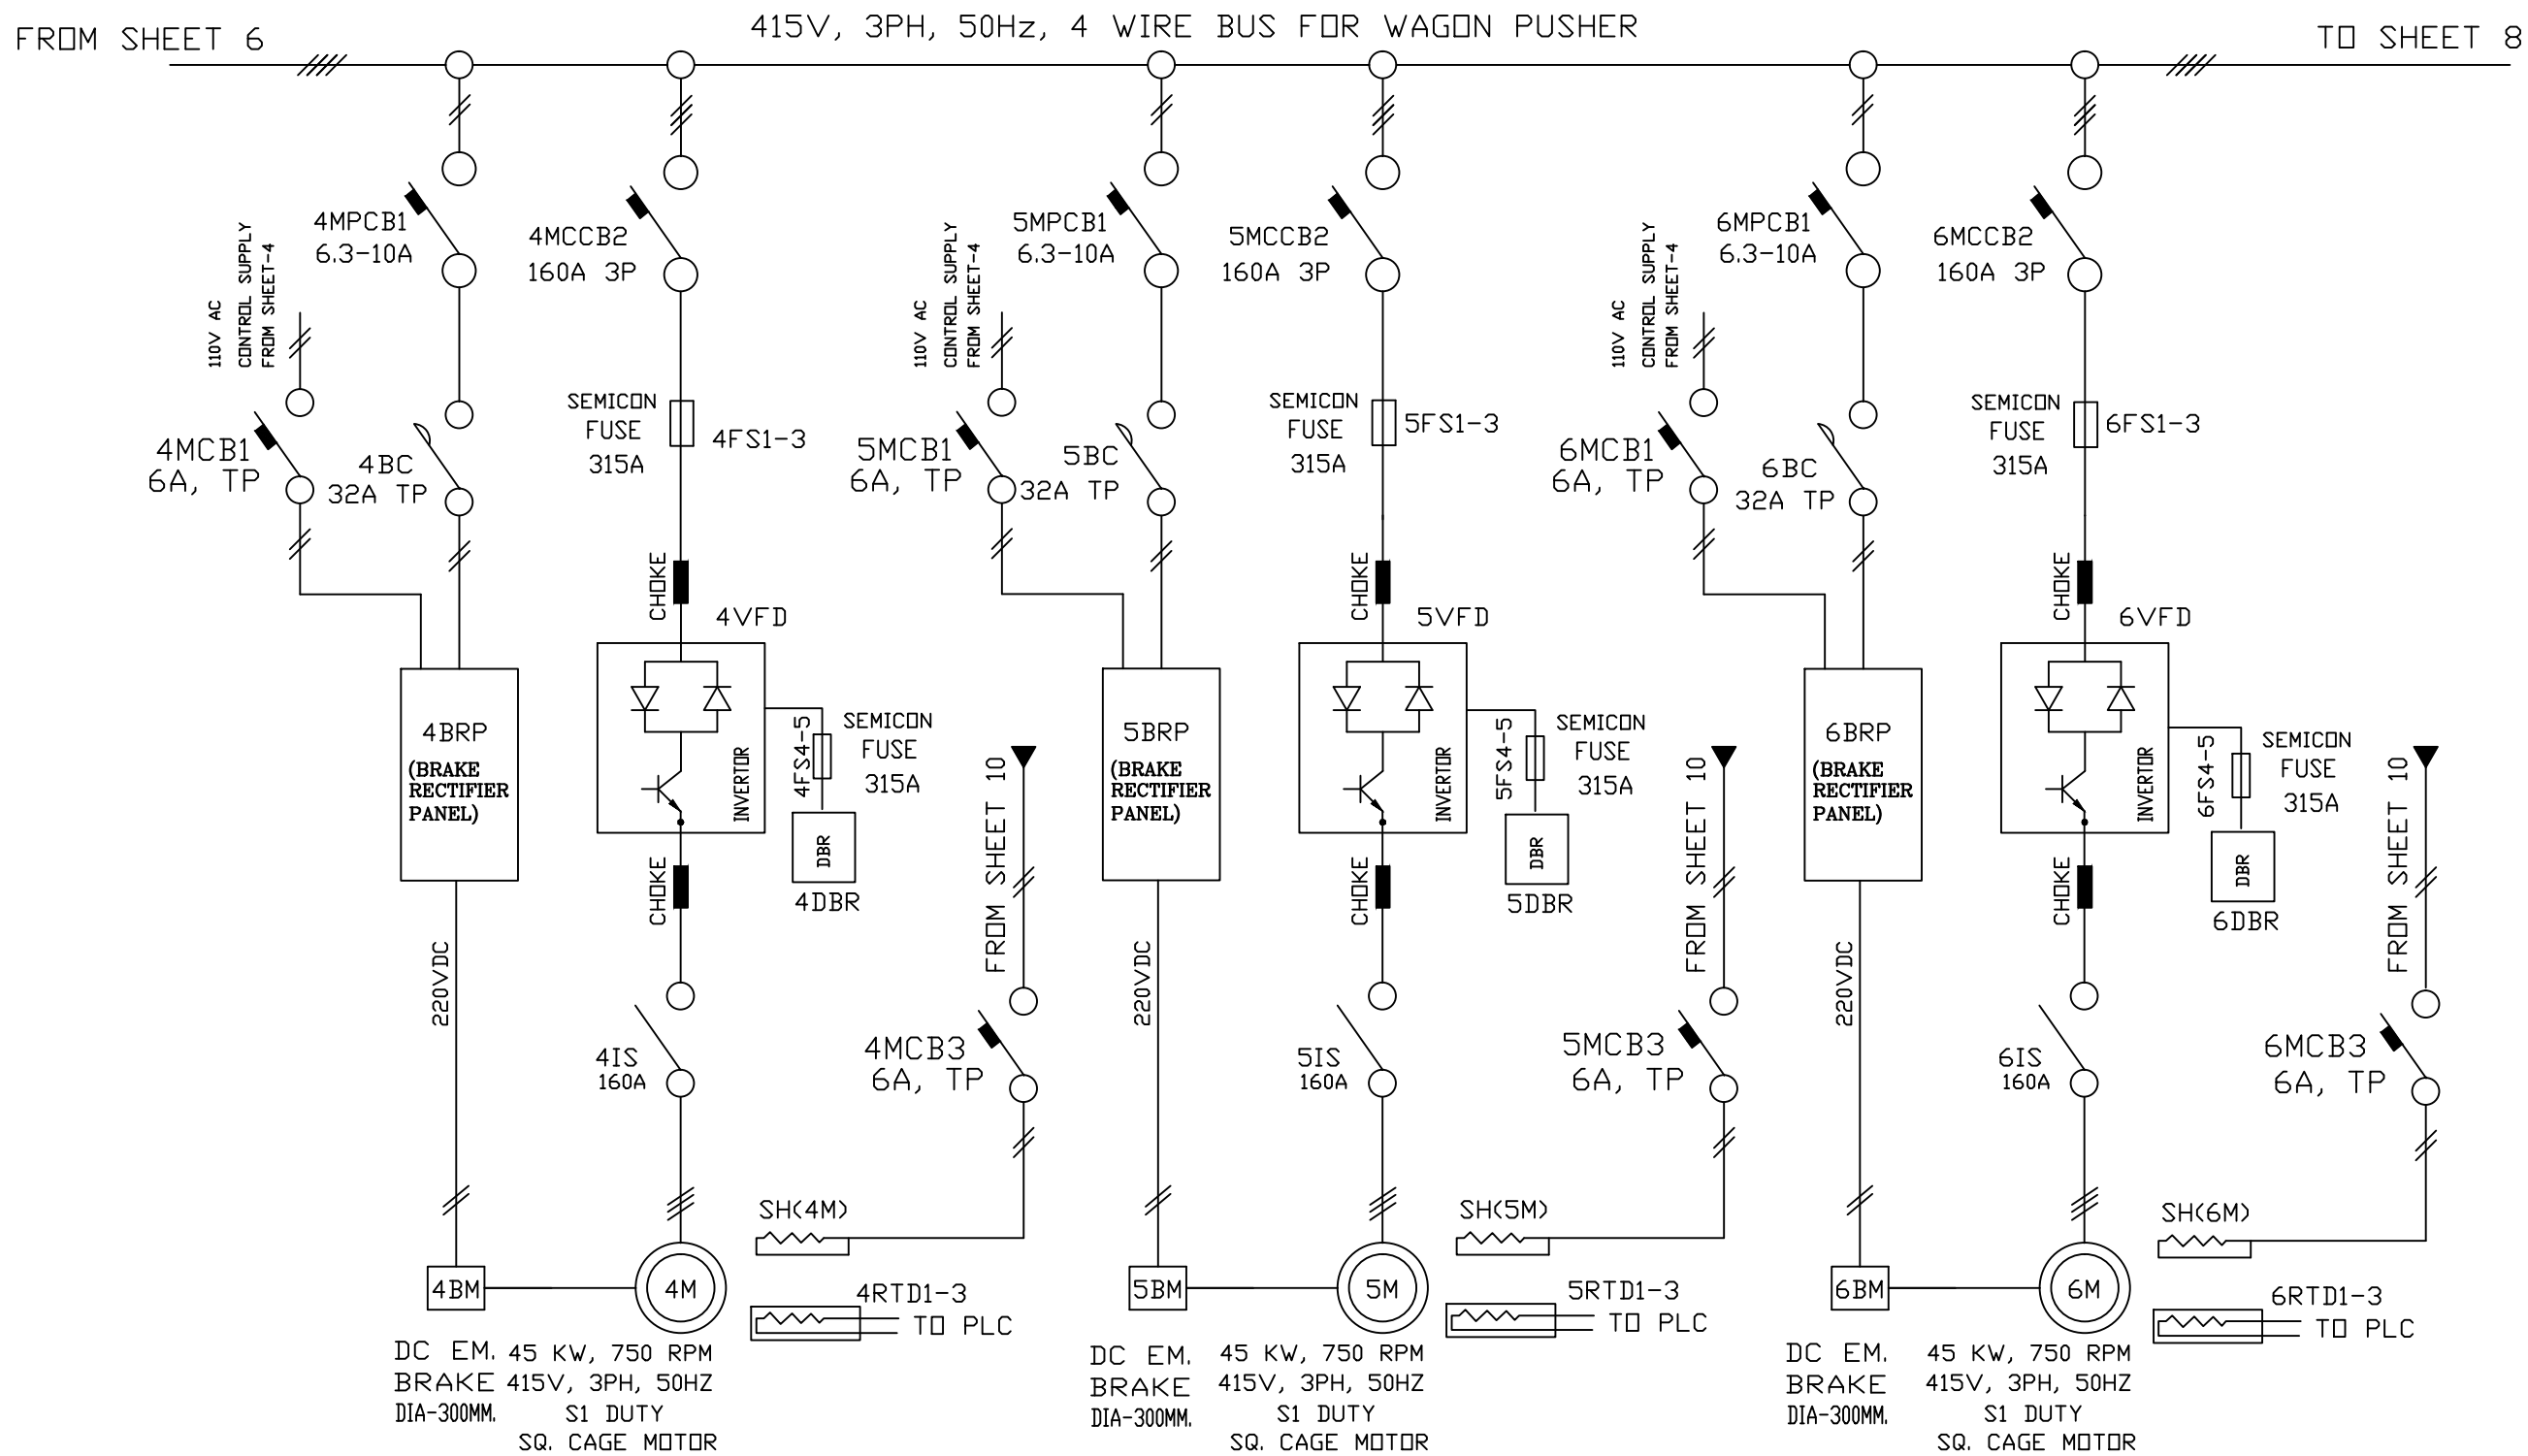 FROM SHEET 6
415V, 3PH, 50Hz, 4 WIRE BUS FOR WAGON PUSHER
TO SHEET 8
110V AC
CONTROL SUPPLY
FROM SHEET-4
4MPCB1
6.3-10A
4MCCB2
160A 3P
4MCB1
6A, TP
4BC
32A TP
SEMICON
FUSE
315A
4FS1-3
CHOKE
4VFD
4BRP
(BRAKE
RECTIFIER
PANEL)
INVERTOR
4FS4-5
SEMICON
FUSE
315A
DBR
4DBR
CHOKE
220VDC
FROM SHEET 10
4IS
160A
4MCB3
6A, TP
SH(4M)
4BM
4M
4RTD1-3
TO PLC
DC EM.
BRAKE
DIA-300MM.
45 KW, 750 RPM
415V, 3PH, 50HZ
S1 DUTY
SQ. CAGE MOTOR
110V AC
CONTROL SUPPLY
FROM SHEET-4
5MPCB1
6.3-10A
5MCCB2
160A 3P
5MCB1
6A, TP
5BC
32A TP
SEMICON
FUSE
315A
5FS1-3
CHOKE
5VFD
5BRP
(BRAKE
RECTIFIER
PANEL)
INVERTOR
5FS4-5
SEMICON
FUSE
315A
DBR
5DBR
CHOKE
220VDC
FROM SHEET 10
5IS
160A
5MCB3
6A, TP
SH(5M)
5BM
5M
5RTD1-3
TO PLC
DC EM.
BRAKE
DIA-300MM.
45 KW, 750 RPM
415V, 3PH, 50HZ
S1 DUTY
SQ. CAGE MOTOR
110V AC
CONTROL SUPPLY
FROM SHEET-4
6MPCB1
6.3-10A
6MCCB2
160A 3P
6MCB1
6A, TP
6BC
32A TP
SEMICON
FUSE
315A
6FS1-3
CHOKE
6VFD
6BRP
(BRAKE
RECTIFIER
PANEL)
INVERTOR
6FS4-5
SEMICON
FUSE
315A
DBR
6DBR
CHOKE
220VDC
FROM SHEET 10
6IS
160A
6MCB3
6A, TP
SH(6M)
6BM
6M
6RTD1-3
TO PLC
DC EM.
BRAKE
DIA-300MM.
45 KW, 750 RPM
415V, 3PH, 50HZ
S1 DUTY
SQ. CAGE MOTOR